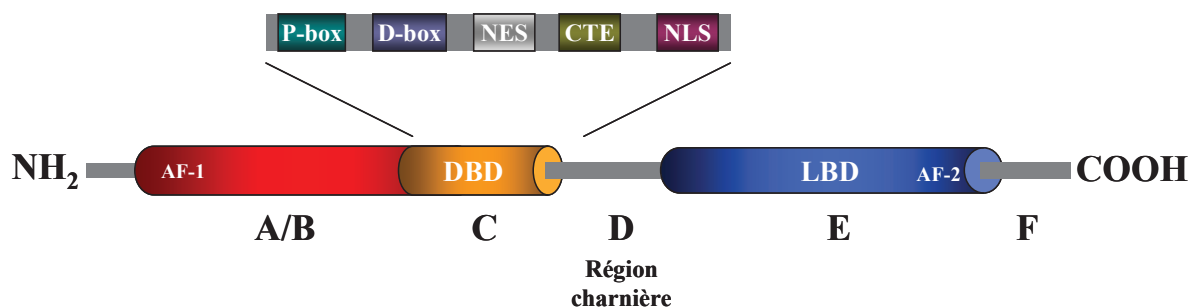 P-box D-box NES CTE NLS
NH2 AF-1 DBD LBD AF-2 COOH
A/B C D E F
Région
charnière